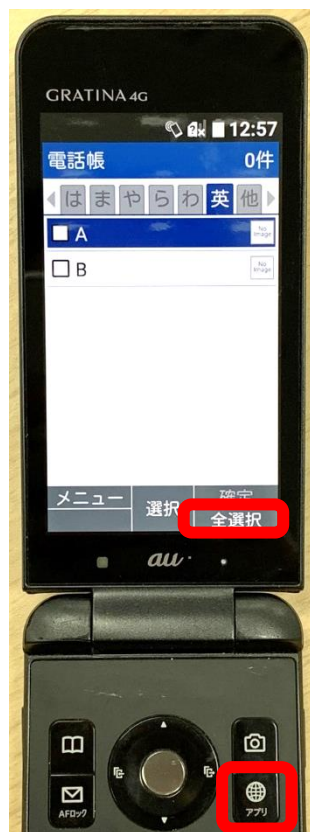 GRATINA 4G
12:57
電話帳 0件
は ま や ら わ 英 他
A
No image
B
No image
メニュー 選択 確定
全選択
au
AFロック
アプリ